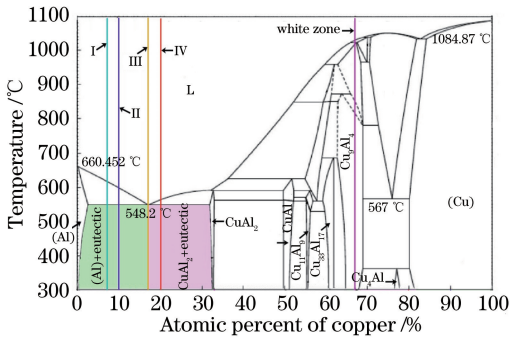 Temperature /℃
1100
1000
900
800
700
600
500
400
300
0
10
20
30
40
50
60
70
80
90
100
Atomic percent of copper /%
I
II
III
IV
L
white zone
1084.87 ℃
660.452 ℃
548.2 ℃
567 ℃
(Al)
(Al)+eutectic
CuAl2+eutectic
CuAl2
CuAl
Cu11Al9
Cu33Al17
Cu9Al4
Cu4Al
(Cu)